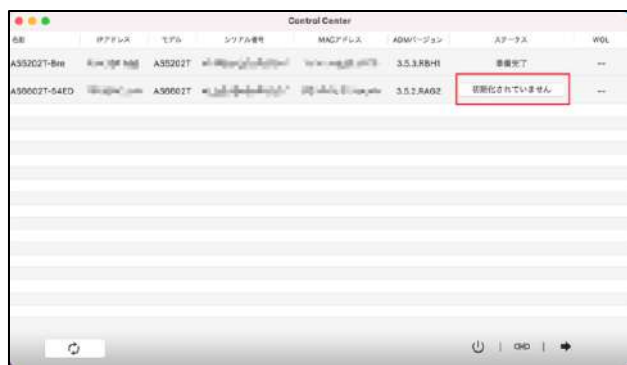 Control Center
名前 IPアドレス モデル シリアル番号 MACアドレス ADMバージョン ステータス WOL
AS5202T-Bre AS5202T 3.5.3.RBH1 準備完了 --
AS6602T-54ED AS6602T 3.5.2.RAG2 初期化されていません --